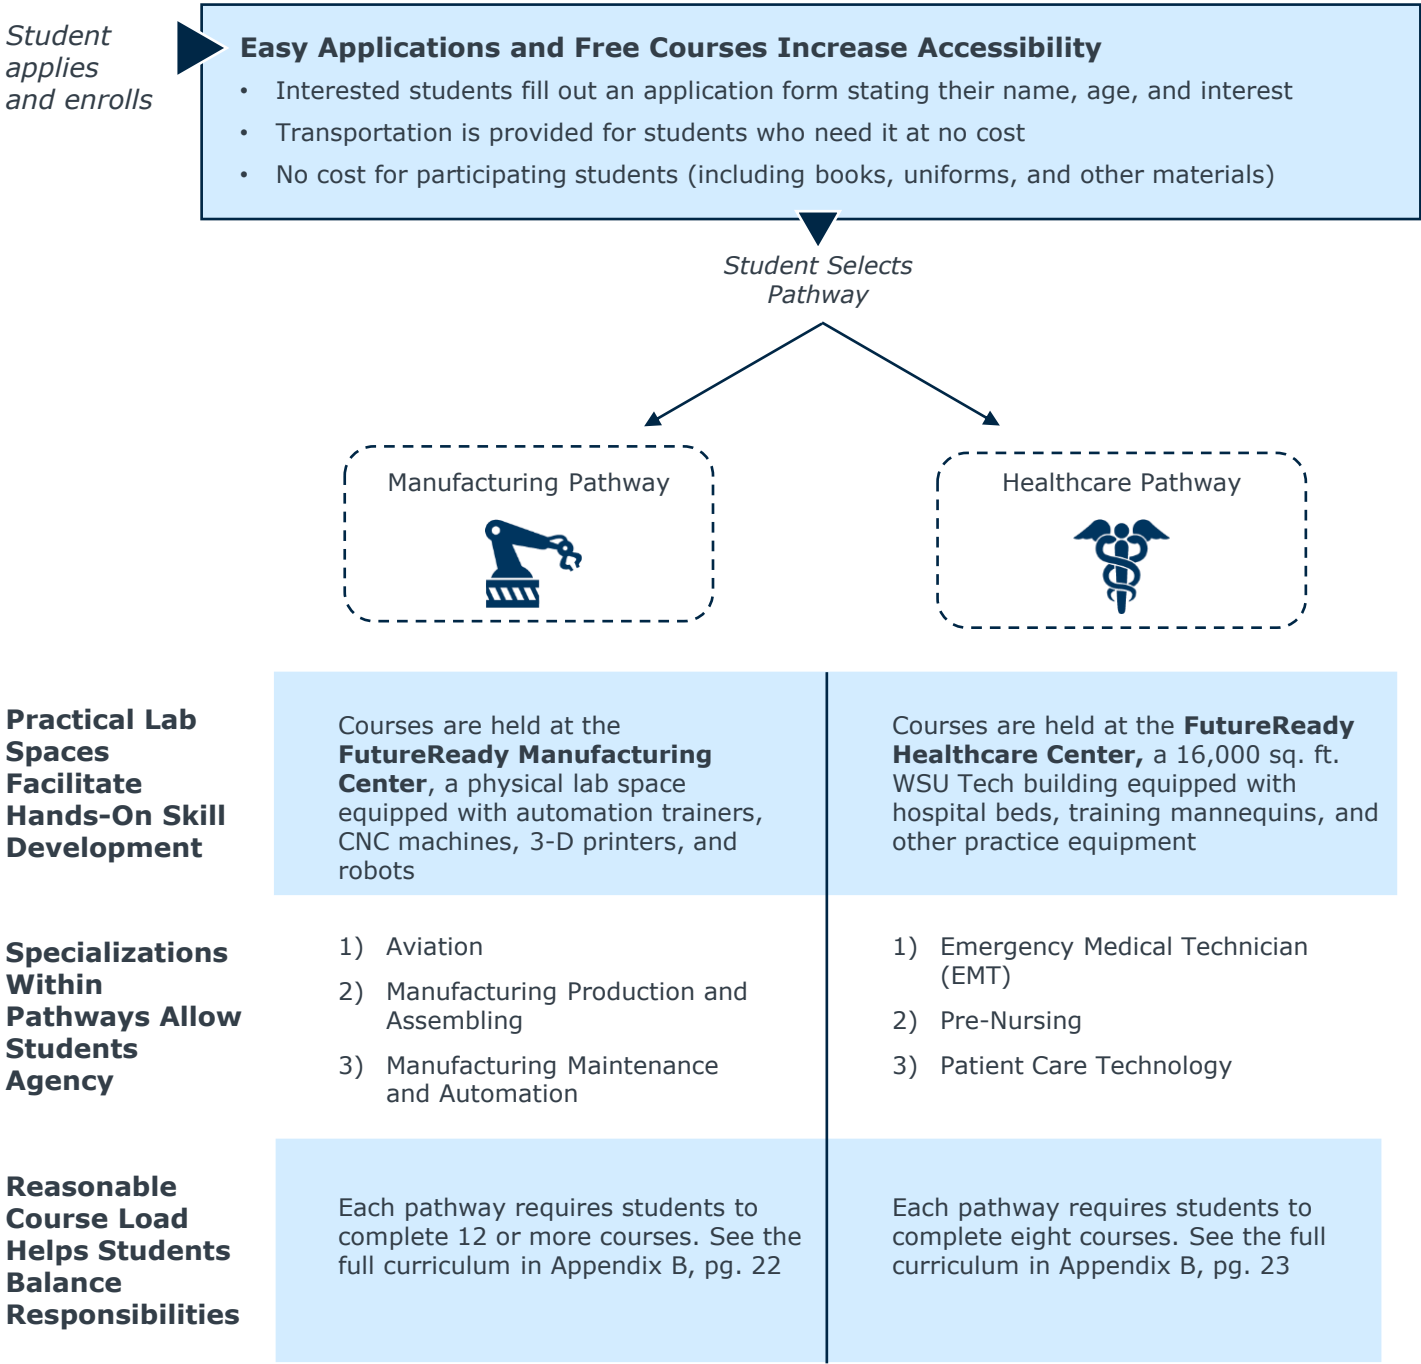 Student
applies
and enrolls
Easy Applications and Free Courses Increase Accessibility
• Interested students fill out an application form stating their name, age, and interest
• Transportation is provided for students who need it at no cost
• No cost for participating students (including books, uniforms, and other materials)
Student Selects
Pathway
Manufacturing Pathway
Healthcare Pathway
Practical Lab
Spaces
Facilitate
Hands-On Skill
Development
Courses are held at the
FutureReady Manufacturing
Center, a physical lab space
equipped with automation trainers,
CNC machines, 3-D printers, and
robots
Courses are held at the FutureReady
Healthcare Center, a 16,000 sq. ft.
WSU Tech building equipped with
hospital beds, training mannequins, and
other practice equipment
Specializations
Within
Pathways Allow
Students
Agency
1) Aviation
2) Manufacturing Production and
Assembling
3) Manufacturing Maintenance
and Automation
1) Emergency Medical Technician
(EMT)
2) Pre-Nursing
3) Patient Care Technology
Reasonable
Course Load
Helps Students
Balance
Responsibilities
Each pathway requires students to
complete 12 or more courses. See the
full curriculum in Appendix B, pg. 22
Each pathway requires students to
complete eight courses. See the full
curriculum in Appendix B, pg. 23